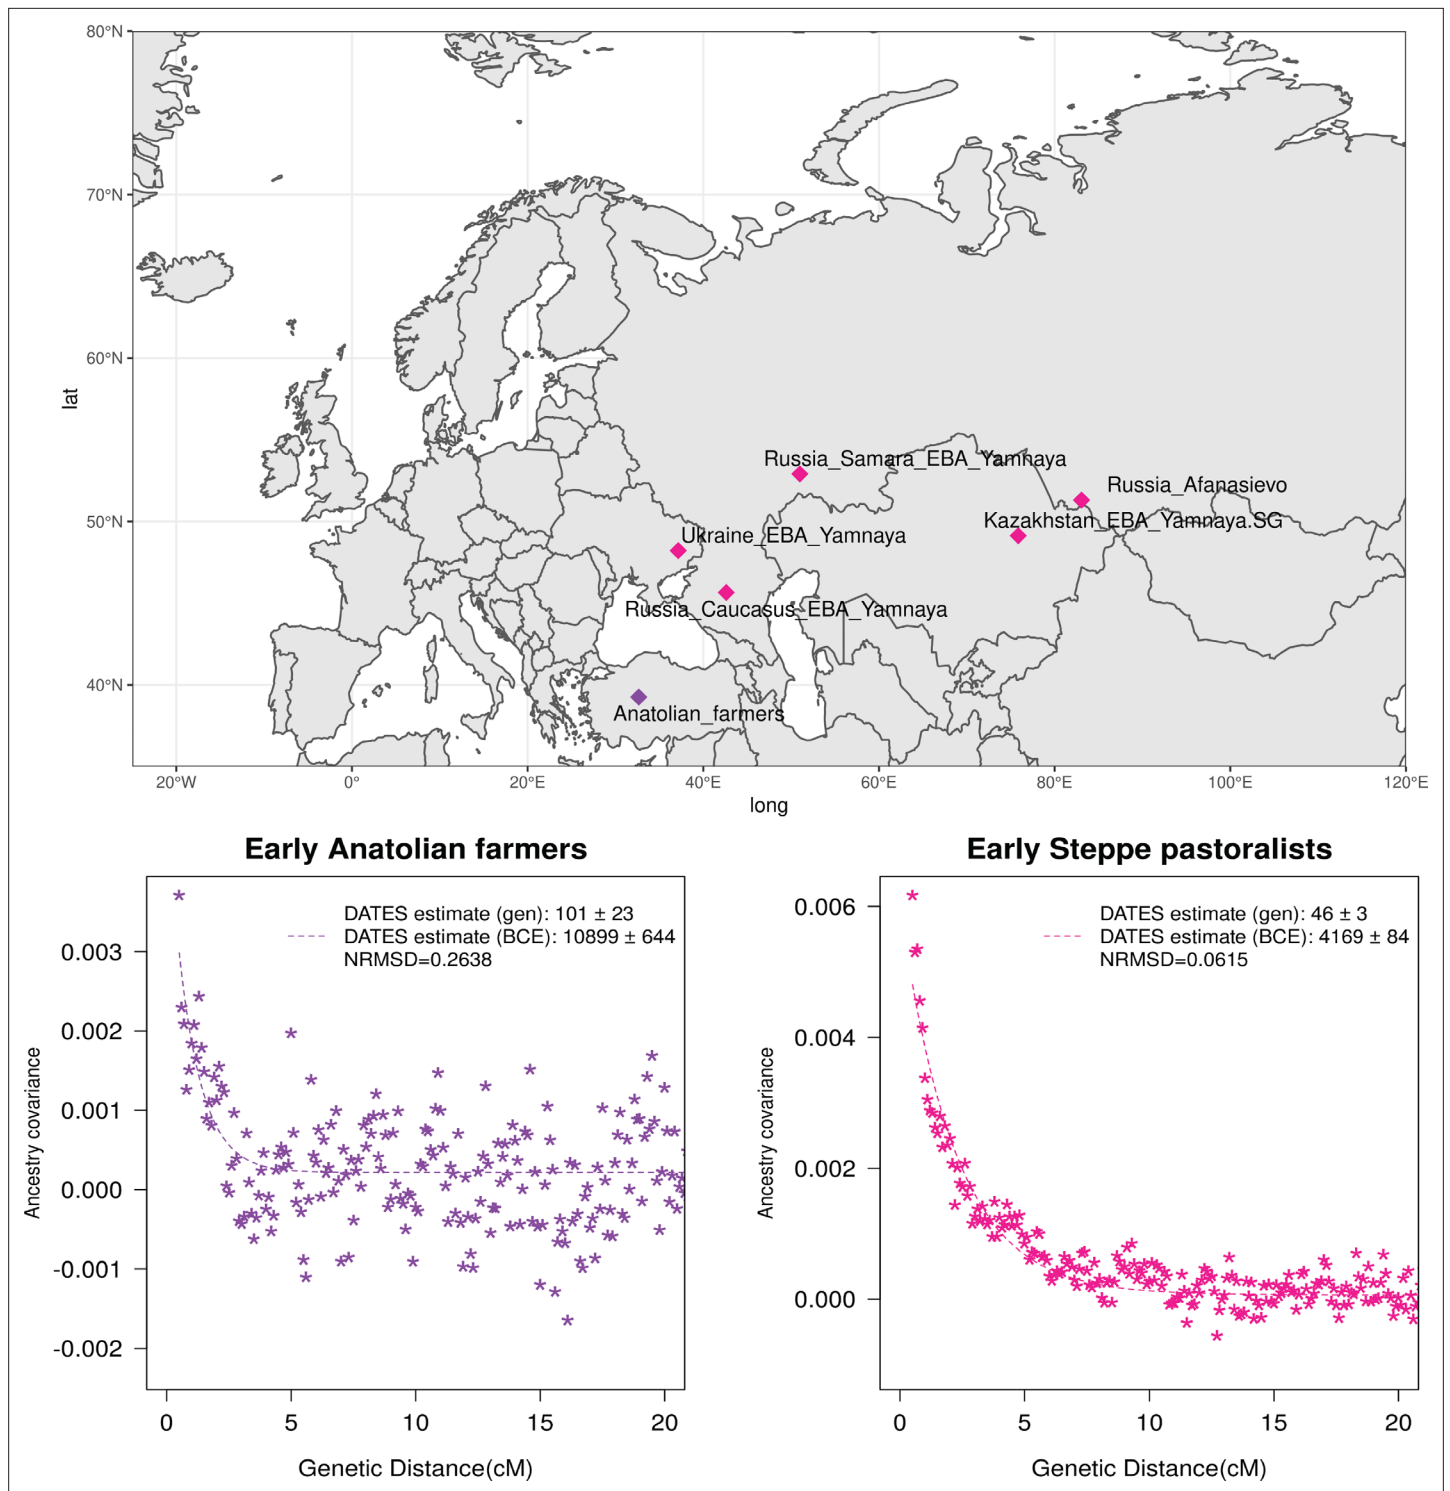 80°N
70°N
60°N
50°N
40°N
lat
Russia_Samara_EBA_Yamnaya
Russia_Afanasievo
Kazakhstan_EBA_Yamnaya.SG
Ukraine_EBA_Yamnaya
Russia_Caucasus_EBA_Yamnaya
Anatolian_farmers
20°W
0°
20°E
40°E
60°E
80°E
100°E
120°E
long
Early Anatolian farmers
DATES estimate (gen): 101 ± 23
DATES estimate (BCE): 10899 ± 644
NRMSD=0.2638
0.003
0.002
0.001
0.000
-0.001
-0.002
Ancestry covariance
0
5
10
15
20
Genetic Distance(cM)
Early Steppe pastoralists
DATES estimate (gen): 46 ± 3
DATES estimate (BCE): 4169 ± 84
NRMSD=0.0615
0.006
0.004
0.002
0.000
Ancestry covariance
0
5
10
15
20
Genetic Distance(cM)